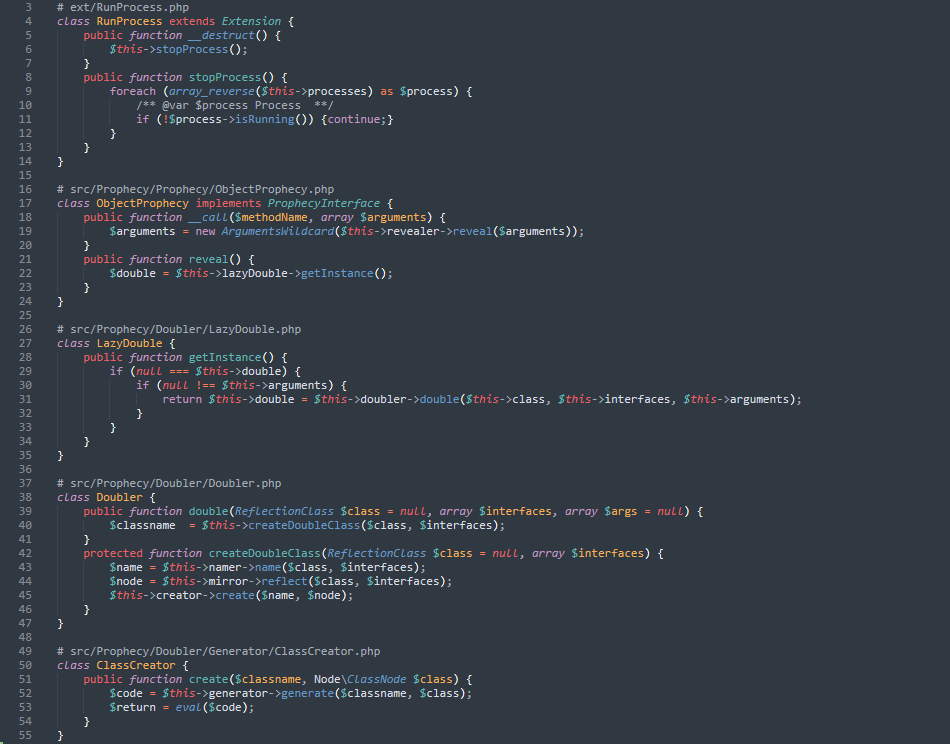 3 # ext/RunProcess.php
4 class RunProcess extends Extension {
5     public function __destruct() {
6         $this->stopProcess();
7     }
8     public function stopProcess() {
9         foreach (array_reverse($this->processes) as $process) {
10             /** @var $process Process  **/
11             if (!$process->isRunning()) {continue;}
12         }
13     }
14 }
15
16 # src/Prophecy/Prophecy/ObjectProphecy.php
17 class ObjectProphecy implements ProphecyInterface {
18     public function __call($methodName, array $arguments) {
19         $arguments = new ArgumentsWildcard($this->revealer->reveal($arguments));
20     }
21     public function reveal() {
22         $double = $this->lazyDouble->getInstance();
23     }
24 }
25
26 # src/Prophecy/Doubler/LazyDouble.php
27 class LazyDouble {
28     public function getInstance() {
29         if (null === $this->double) {
30             if (null !== $this->arguments) {
31                 return $this->double = $this->doubler->double($this->class, $this->interfaces, $this->arguments);
32             }
33         }
34     }
35 }
36
37 # src/Prophecy/Doubler/Doubler.php
38 class Doubler {
39     public function double(ReflectionClass $class = null, array $interfaces, array $args = null) {
40         $classname  = $this->createDoubleClass($class, $interfaces);
41     }
42     protected function createDoubleClass(ReflectionClass $class = null, array $interfaces) {
43         $name = $this->namer->name($class, $interfaces);
44         $node = $this->mirror->reflect($class, $interfaces);
45         $this->creator->create($name, $node);
46     }
47 }
48
49 # src/Prophecy/Doubler/Generator/ClassCreator.php
50 class ClassCreator {
51     public function create($classname, Node\ClassNode $class) {
52         $code = $this->generator->generate($classname, $class);
53         $return = eval($code);
54     }
55 }